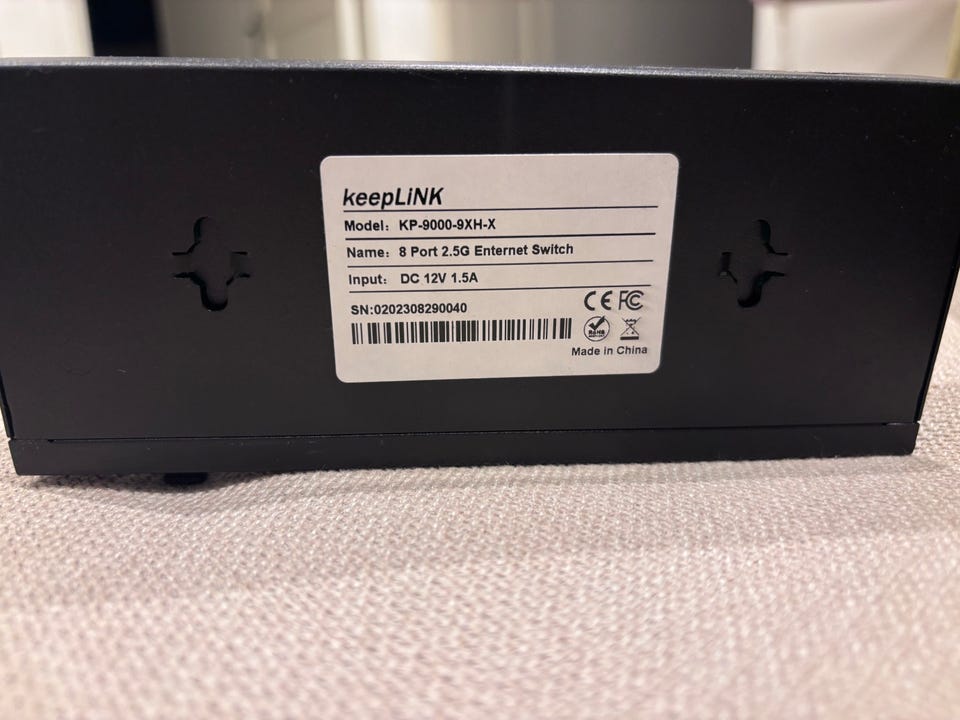 keepLiNK
Model: KP-9000-9XH-X
Name: 8 Port 2.5G Enternet Switch
Input: DC 12V 1.5A
SN:0202308290040
CE FC
RoHS
Made in China